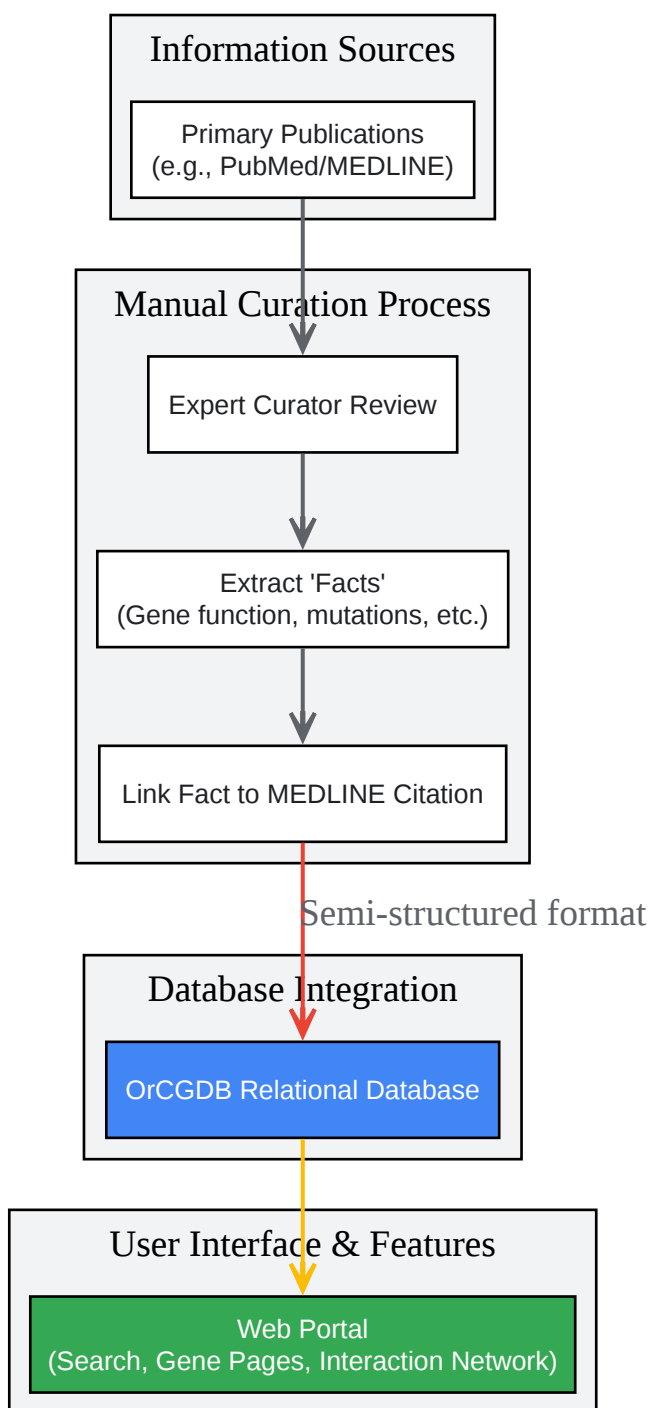 Information Sources
Primary Publications
(e.g., PubMed/MEDLINE)
Manual Curation Process
Expert Curator Review
Extract 'Facts'
(Gene function, mutations, etc.)
Link Fact to MEDLINE Citation
Semi-structured format
Database Integration
OrCGDB Relational Database
User Interface & Features
Web Portal
(Search, Gene Pages, Interaction Network)